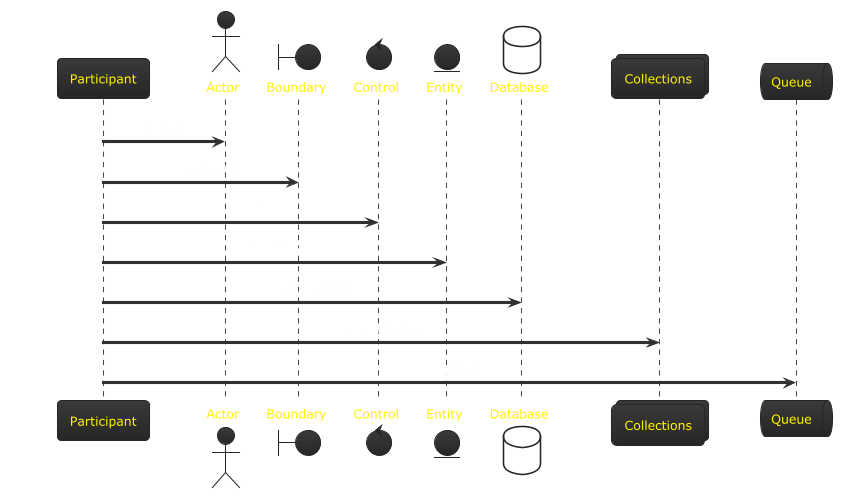 Participant
Actor
Boundary
Control
Entity
Database
Collections
Queue
Participant
Actor
Boundary
Control
Entity
Database
Collections
Queue